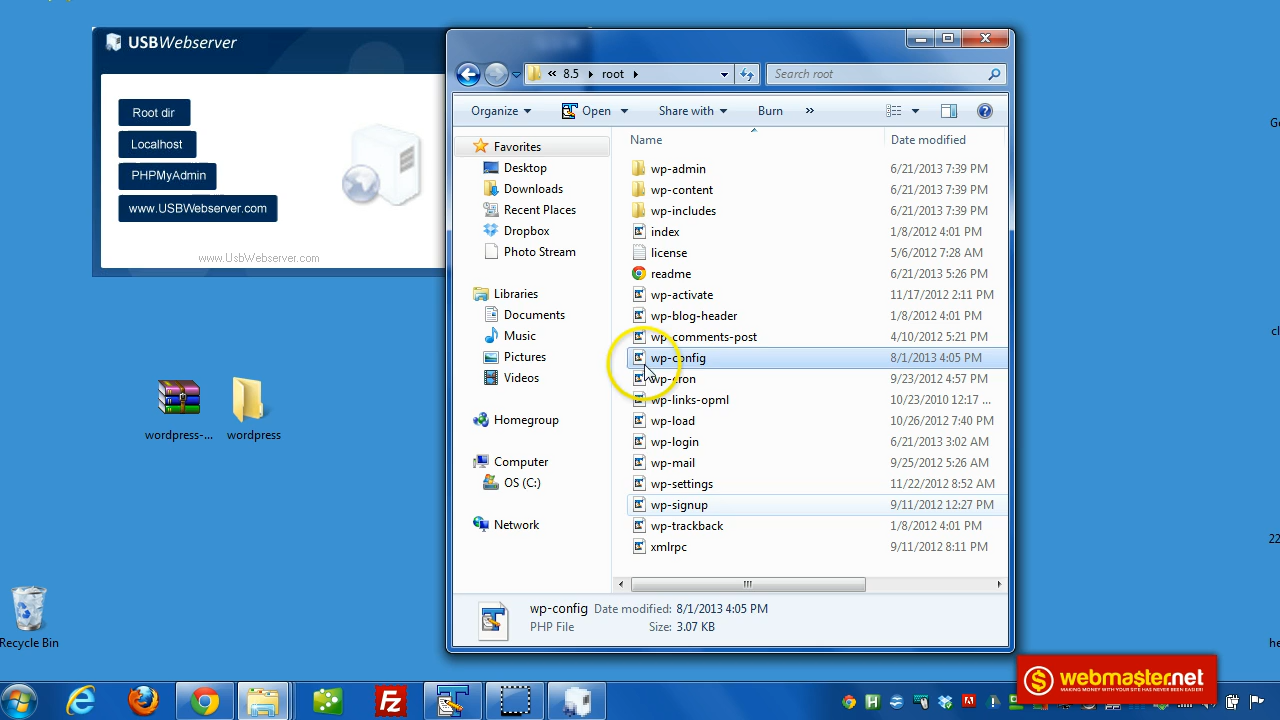 USBWebserver
Root dir
Localhost
PHPMyAdmin
www.USBWebserver.com
www.UsbWebserver.com
« 8.5 root
Search root
Organize
Open
Share with
Burn
»
Name
Date modified
Favorites
Desktop
Downloads
Recent Places
Dropbox
Photo Stream
Libraries
Documents
Music
Pictures
Videos
Homegroup
Computer
OS (C:)
Network
wp-admin 6/21/2013 7:39 PM
wp-content 6/21/2013 7:39 PM
wp-includes 6/21/2013 7:39 PM
index 1/8/2012 4:01 PM
license 5/6/2012 7:28 AM
readme 6/21/2013 5:26 PM
wp-activate 11/17/2012 2:11 PM
wp-blog-header 1/8/2012 4:01 PM
wp-comments-post 4/10/2012 5:21 PM
wp-config 8/1/2013 4:05 PM
wp-cron 9/23/2012 4:57 PM
wp-links-opml 10/23/2010 12:17 ...
wp-load 10/26/2012 7:40 PM
wp-login 6/21/2013 3:02 AM
wp-mail 9/25/2012 5:26 AM
wp-settings 11/22/2012 8:52 AM
wp-signup 9/11/2012 12:27 PM
wp-trackback 1/8/2012 4:01 PM
xmlrpc 9/11/2012 8:11 PM
wp-config Date modified: 8/1/2013 4:05 PM
PHP File Size: 3.07 KB
wordpress-...
wordpress
Recycle Bin
webmaster.net
MAKING MONEY WITH YOUR SITE HAS NEVER BEEN EASIER!